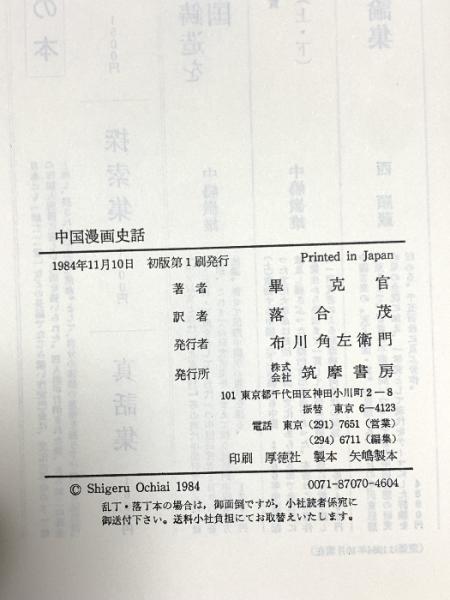 中国漫画史話
1984年11月10日 初版第1刷発行 Printed in Japan
著者 畢克官
訳者 落合茂
発行者 布川角左衛門
発行所 株式会社 筑摩書房
101 東京都千代田区神田小川町2-8
振替 東京 6-4123
電話 東京 (291) 7651 (営業)
(294) 6711 (編集)
印刷 厚徳社 製本 矢嶋製本
© Shigeru Ochiai 1984 0071-87070-4604
乱丁・落丁本の場合は,御面倒ですが,小社読者係宛に
御送付下さい。送料小社負担にてお取替えいたします。